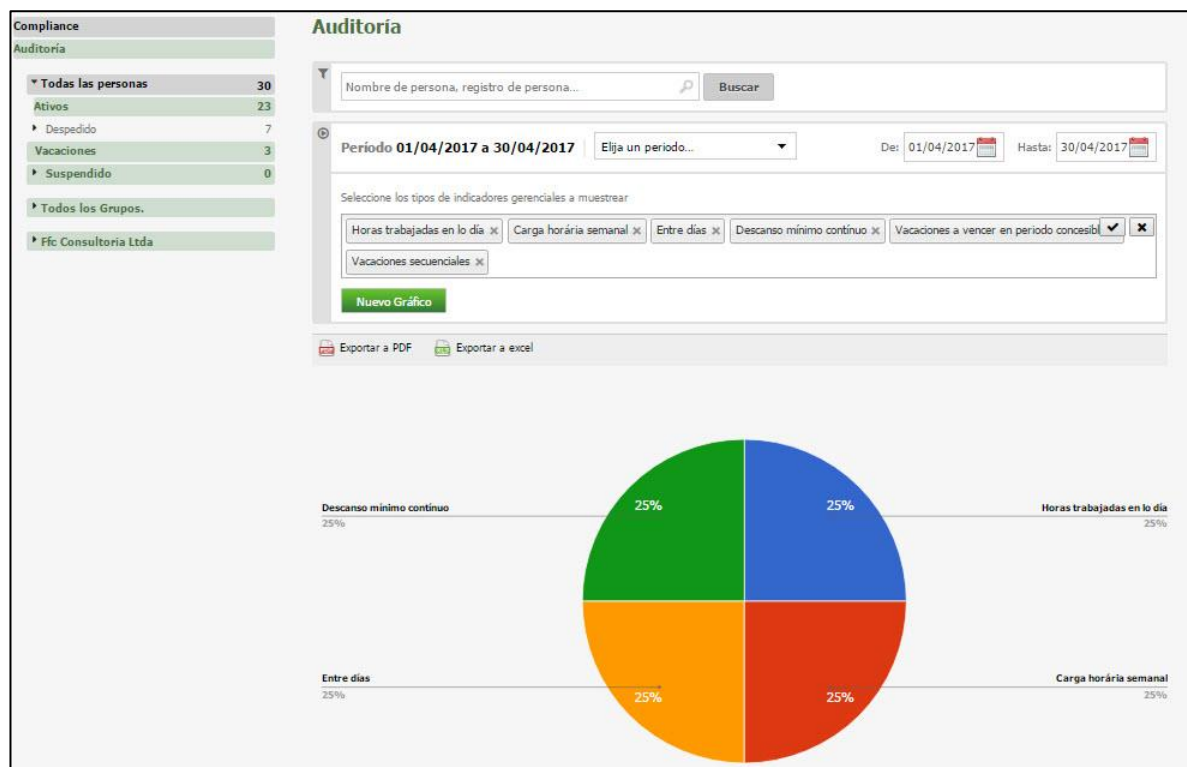 Compliance
Auditoría
Todas las personas 30
Ativos 23
Despedido 7
Vacaciones 3
Suspendido 0
Todos los Grupos.
Ffc Consultoria Ltda
Auditoría
Nombre de persona, registro de persona...
Buscar
Período 01/04/2017 a 30/04/2017 Elija un periodo... De: 01/04/2017 Hasta: 30/04/2017
Seleccione los tipos de indicadores gerenciales a muestrear
Horas trabajadas en lo día Carga horária semanal Entre días Descanso mínimo contínuo Vacaciones a vencer en periodo concesibl
Vacaciones secuenciales
Nuevo Gráfico
Exportar a PDF Exportar a excel
Descanso mínimo contínuo 25% 25% Horas trabajadas en lo día
25% 25%
Entre días Carga horária semanal
25% 25% 25% 25%